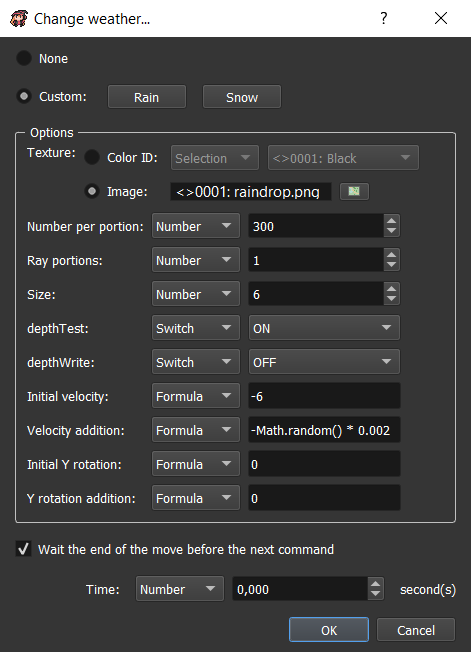 Change weather... ?
None
Custom: Rain Snow
Options
Texture: Color ID: Selection <>0001: Black
Image: <>0001: raindrop.png
Number per portion: Number 300
Ray portions: Number 1
Size: Number 6
depthTest: Switch ON
depthWrite: Switch OFF
Initial velocity: Formula -6
Velocity addition: Formula -Math.random() * 0.002
Initial Y rotation: Formula 0
Y rotation addition: Formula 0
Wait the end of the move before the next command
Time: Number 0,000 second(s)
OK Cancel